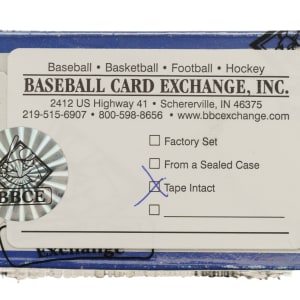 Baseball • Basketball • Football • Hockey
BASEBALL CARD EXCHANGE, INC.
2412 US Highway 41 • Schererville, IN 46375
219-515-6907 • 800-598-8656 • www.bbcexchange.com
Factory Set
From a Sealed Case
Tape Intact
BBCE
exchange